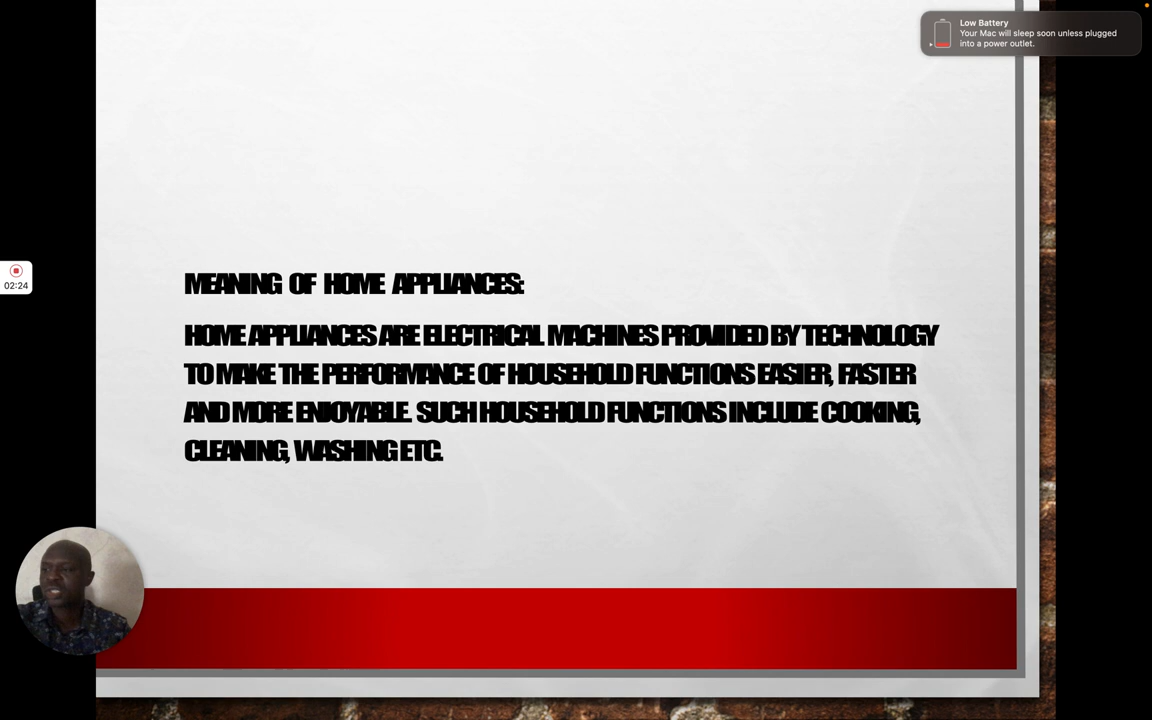 Low Battery
Your Mac will sleep soon unless plugged
into a power outlet.
02:24
MEANING OF HOME APPLIANCES:
HOME APPLIANCES ARE ELECTRICAL MACHINES PROVIDED BY TECHNOLOGY
TO MAKE THE PERFORMANCE OF HOUSEHOLD FUNCTIONS EASIER, FASTER
AND MORE ENJOYABLE. SUCH HOUSEHOLD FUNCTIONS INCLUDE COOKING,
CLEANING, WASHING ETC.